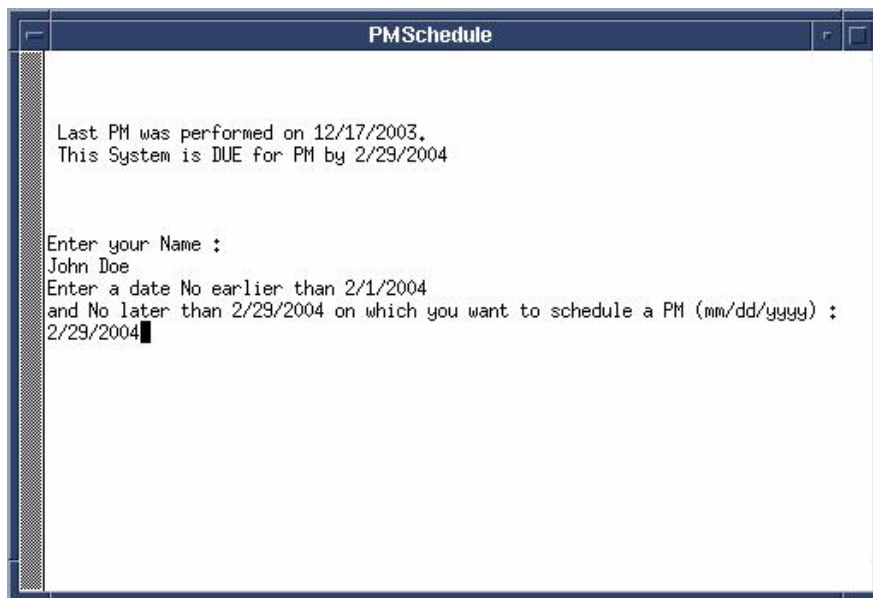 PMSchedule
Last PM was performed on 12/17/2003.
This System is DUE for PM by 2/29/2004
Enter your Name :
John Doe
Enter a date No earlier than 2/1/2004
and No later than 2/29/2004 on which you want to schedule a PM (mm/dd/yyyy) :
2/29/2004